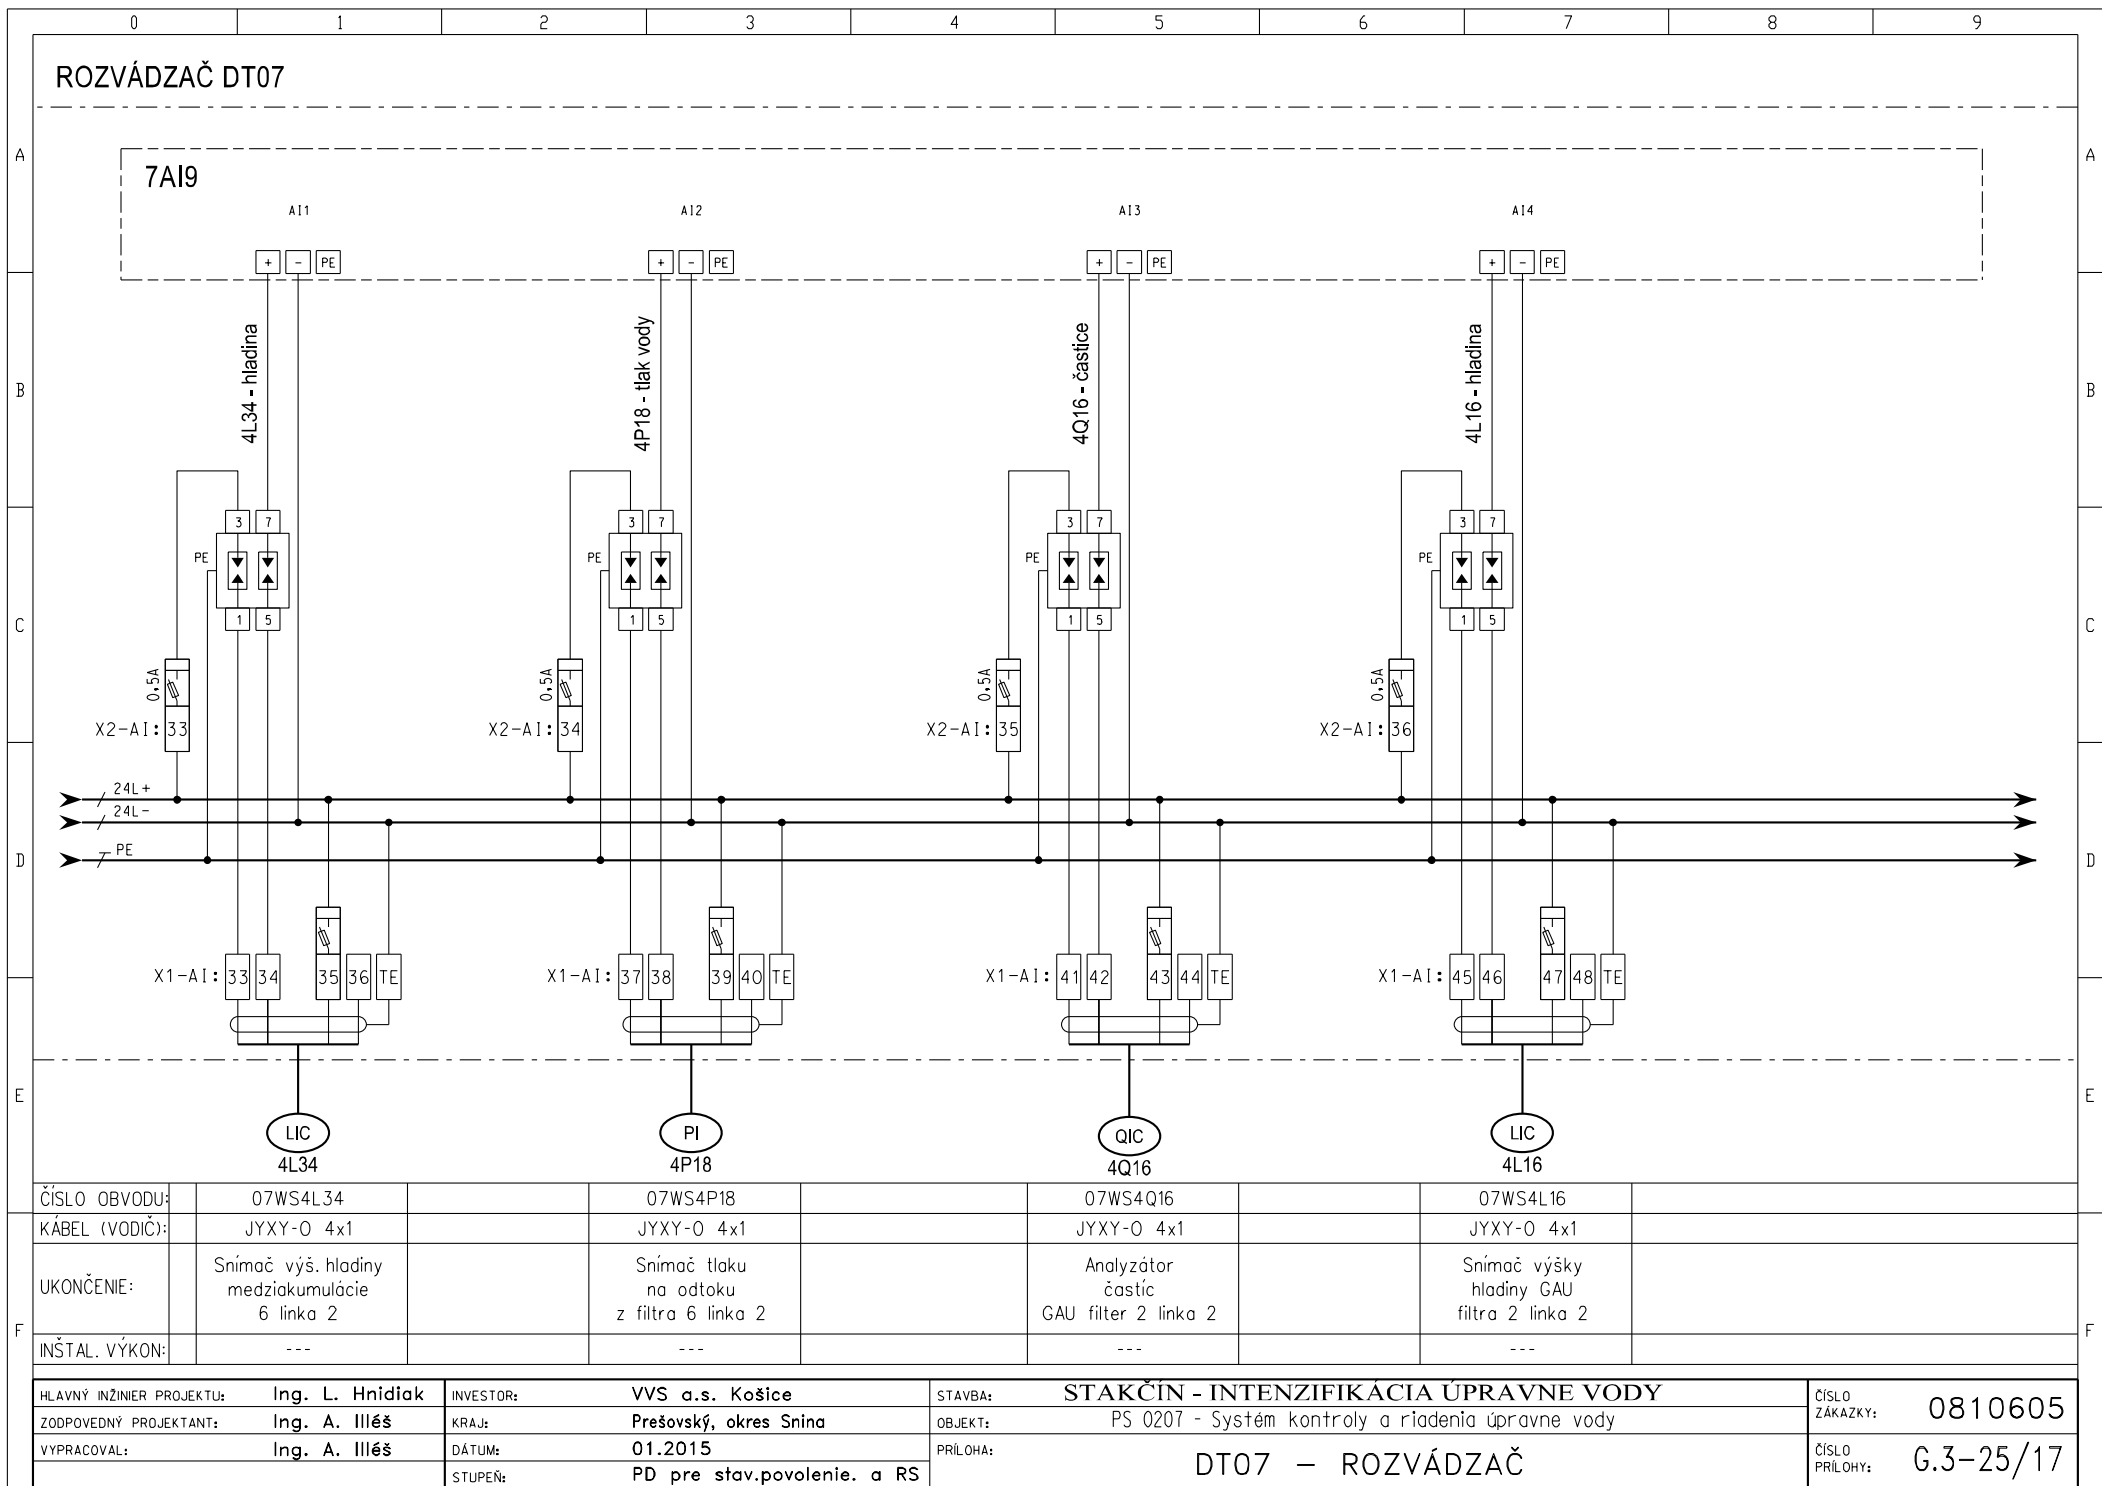 0 1 2 3 4 5 6 7 8 9
ROZVÁDZAČ DT07
A A
7AI9
AI1 AI2 AI3 AI4
+ - PE + - PE + - PE + - PE
4L34 - hladina 4P18 - tlak vody 4Q16 - častice 4L16 - hladina
B B
3 7 3 7 3 7 3 7
PE PE PE PE
1 5 1 5 1 5 1 5
C C
0,5A 0,5A 0,5A 0,5A
X2-AI: 33 X2-AI: 34 X2-AI: 35 X2-AI: 36
24L+
24L-
PE
D D
X1-AI: 33 34 35 36 TE X1-AI: 37 38 39 40 TE X1-AI: 41 42 43 44 TE X1-AI: 45 46 47 48 TE
E E
LIC PI QIC LIC
4L34 4P18 4Q16 4L16
ČÍSLO OBVODU: 07WS4L34 07WS4P18 07WS4Q16 07WS4L16
KÁBEL (VODIČ): JYXY-O 4x1 JYXY-O 4x1 JYXY-O 4x1 JYXY-O 4x1
UKONČENIE:
Snímač výš. hladiny
medziakumulácie
6 linka 2
Snímač tlaku
na odtoku
z filtra 6 linka 2
Analyzátor
častíc
GAU filter 2 linka 2
Snímač výšky
hladiny GAU
filtra 2 linka 2
F F
INŠTAL. VÝKON: --- --- --- ---
HLAVNÝ INŽINIER PROJEKTU: Ing. L. Hnidiak
ZODPOVEDNÝ PROJEKTANT: Ing. A. Illéš
VYPRACOVAL: Ing. A. Illéš
INVESTOR: VVS a.s. Košice
KRAJ: Prešovský, okres Snina
DÁTUM: 01.2015
STUPEŇ: PD pre stav.povolenie. a RS
STAVBA: STAKČÍN - INTENZIFIKÁCIA ÚPRAVNE VODY
OBJEKT: PS 0207 - Systém kontroly a riadenia úpravne vody
PRÍLOHA: DT07 – ROZVÁDZAČ
ČÍSLO
ZÁKAZKY: 0810605
ČÍSLO
PRÍLOHY: G.3-25/17